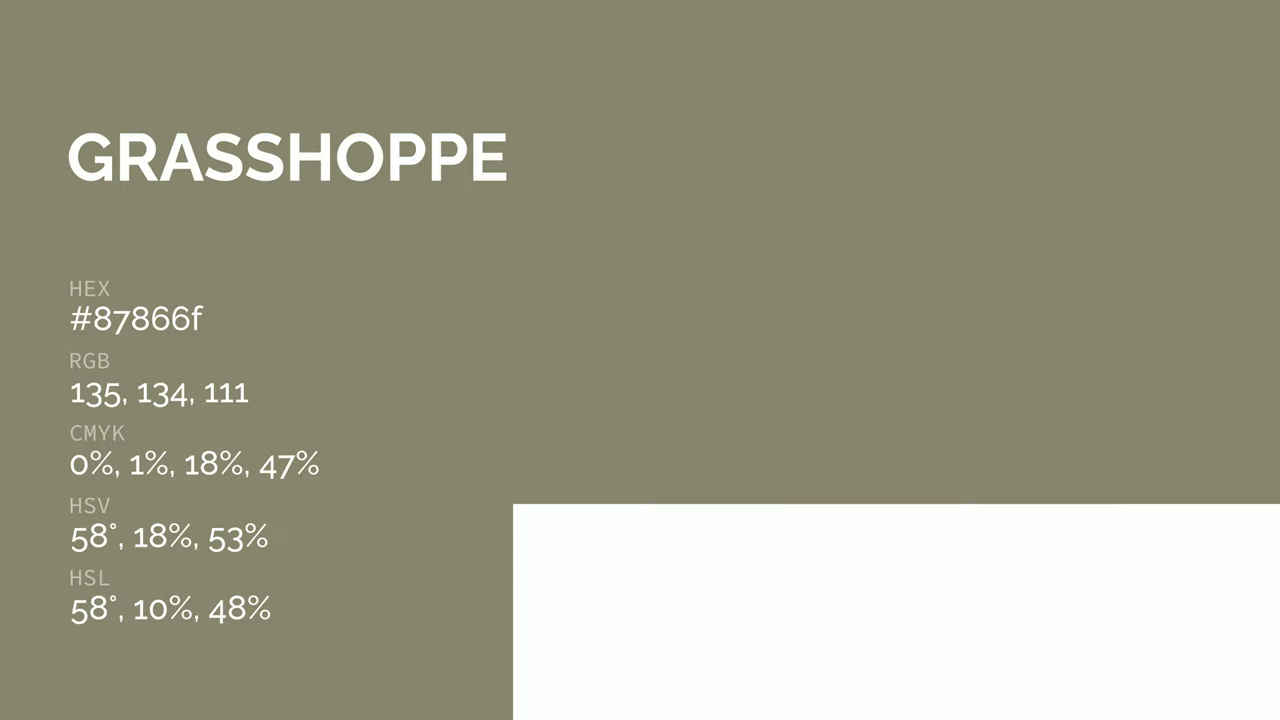 GRASSHOPPE
HEX
#87866f
RGB
135, 134, 111
CMYK
0%, 1%, 18%, 47%
HSV
58°, 18%, 53%
HSL
58°, 10%, 48%